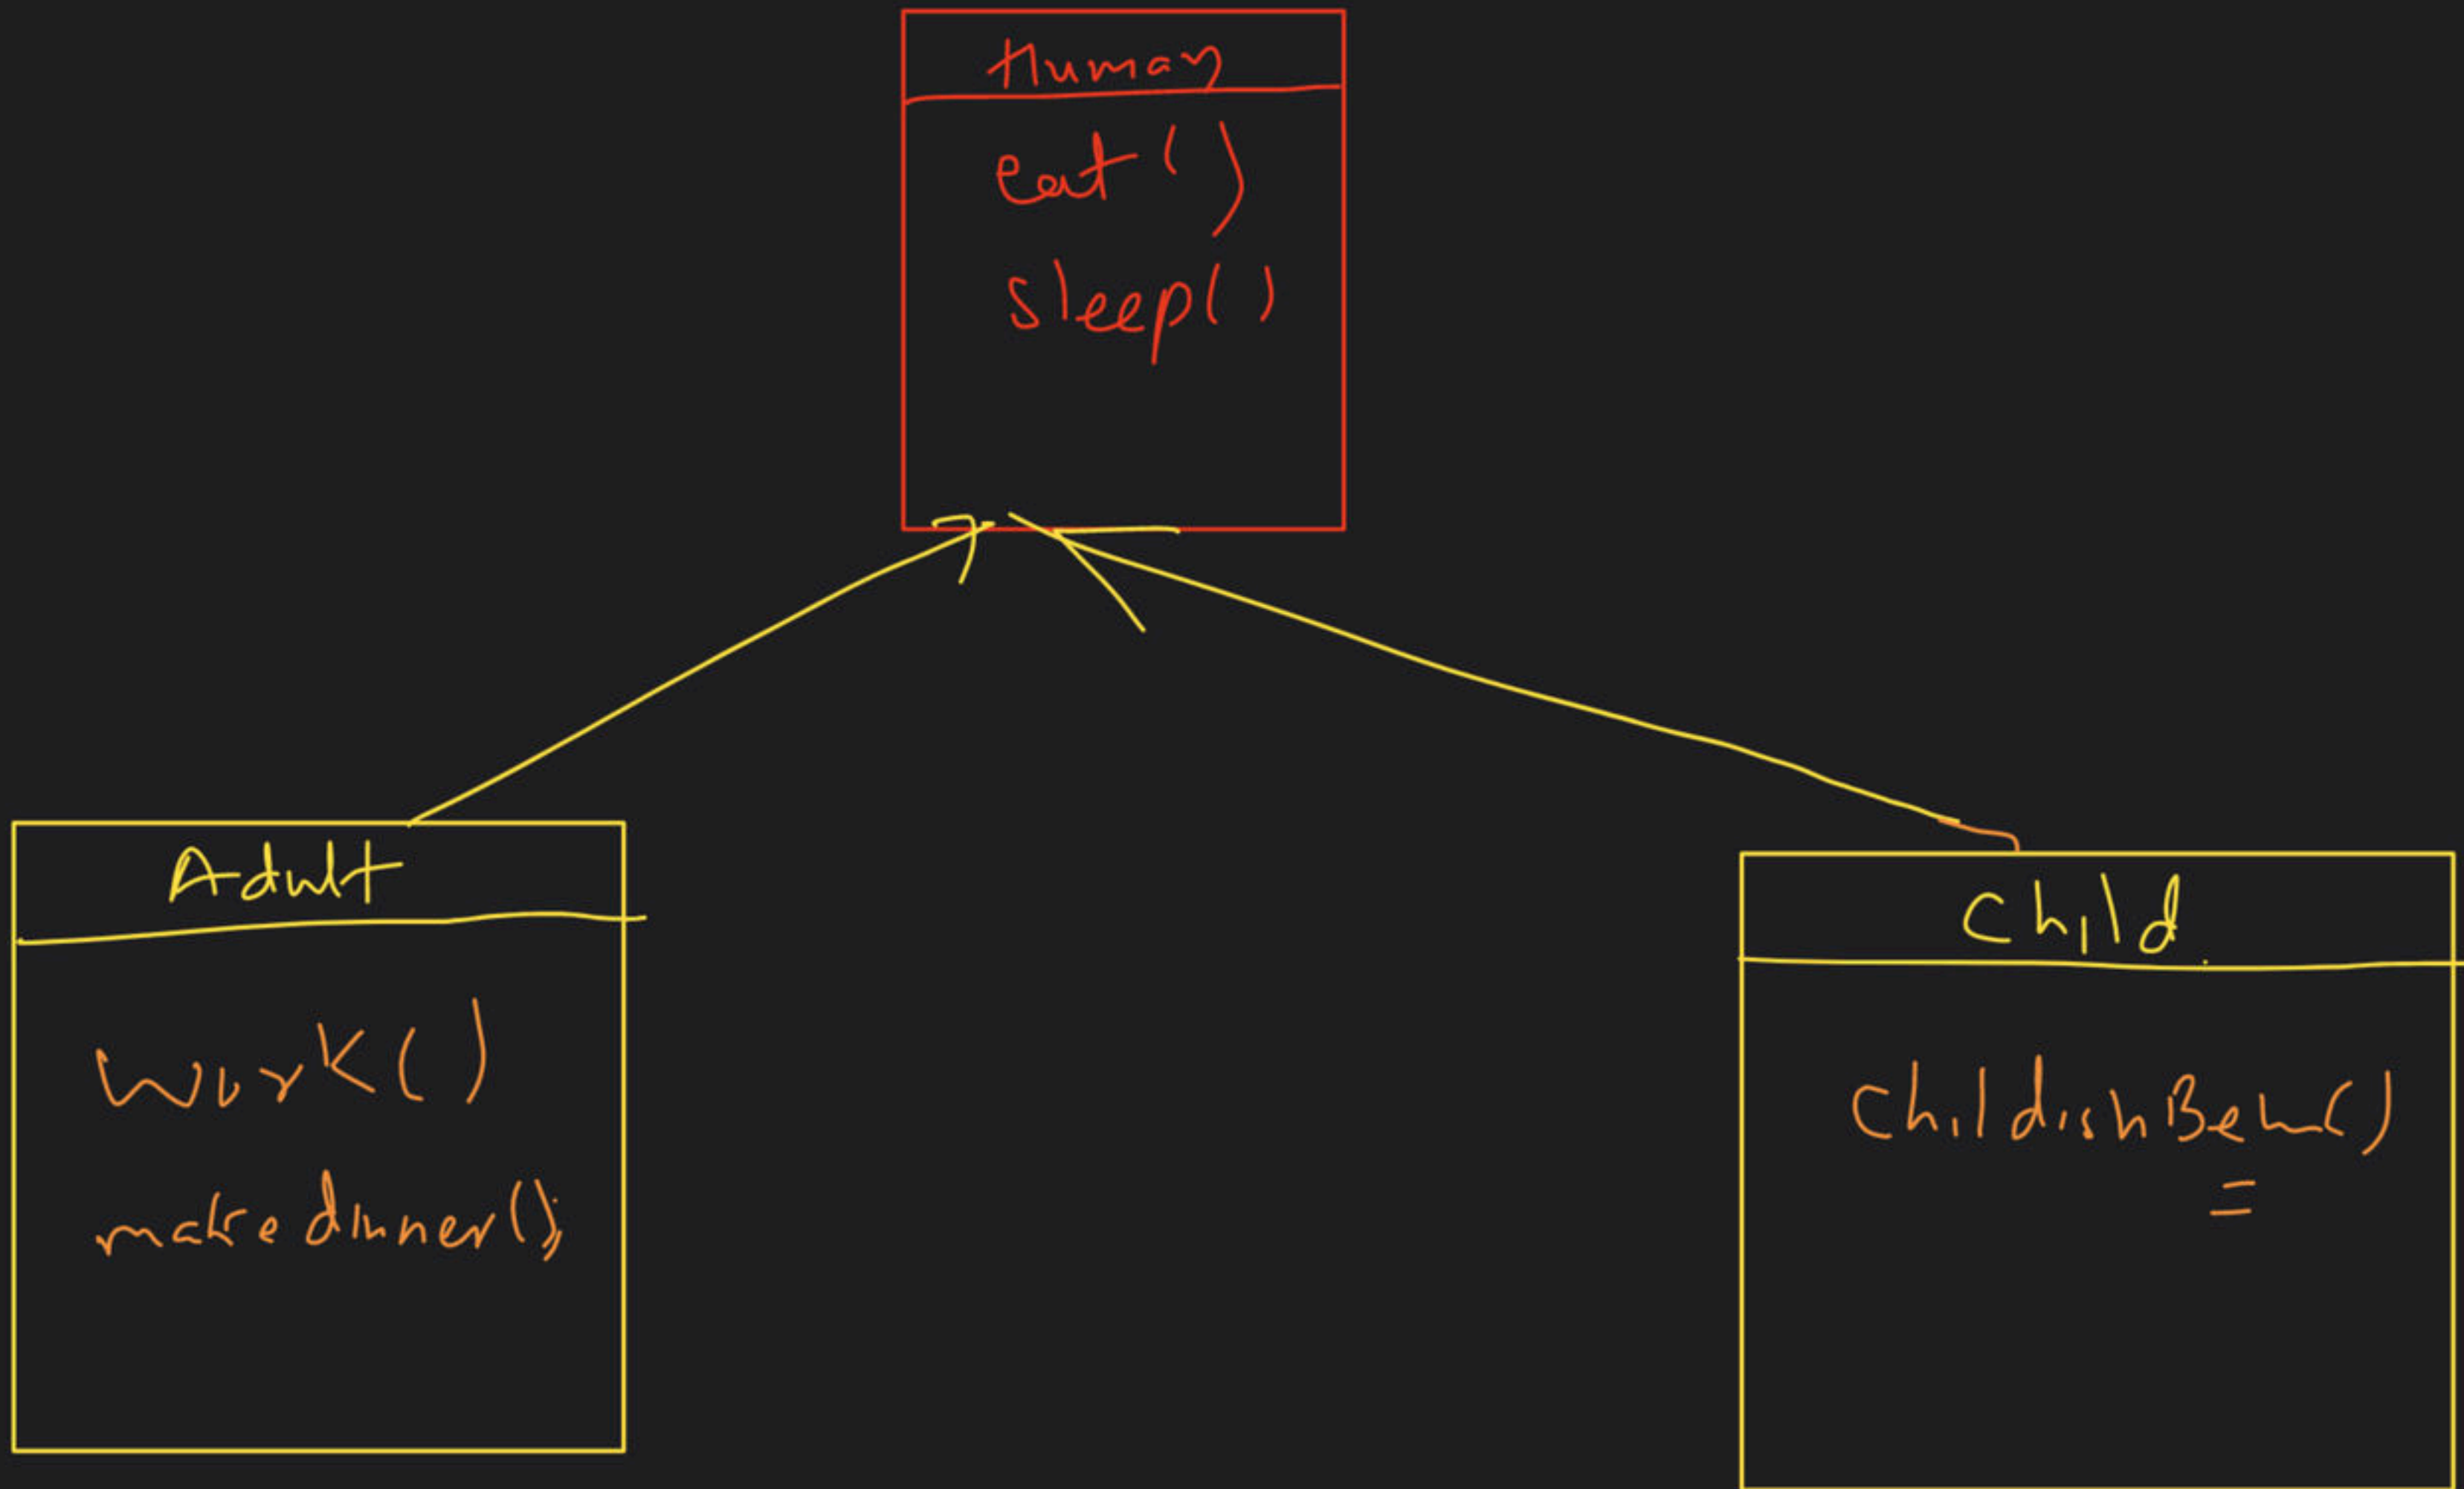 Human
eat()
sleep()
Adult
work()
makedinner();
Child